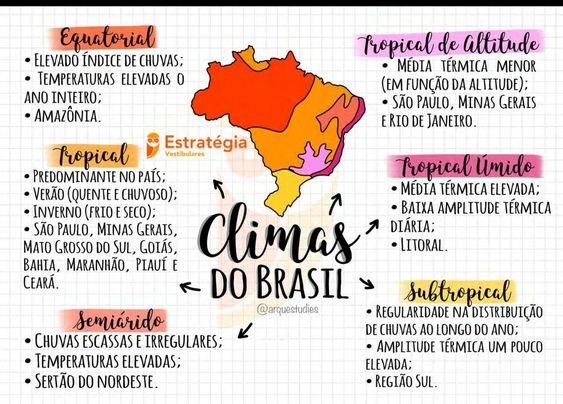 Equatorial
• Elevado índice de chuvas;
• Temperaturas elevadas o
ano inteiro;
• Amazônia.
Tropical
• Predominante no país;
• Verão (quente e chuvoso);
• Inverno (frio e seco);
• São Paulo, Minas Gerais,
Mato Grosso do Sul, Goiás,
Bahia, Maranhão, Piauí e
Ceará.
Semiárido
• Chuvas escassas e irregulares;
• Temperaturas elevadas;
• Sertão do nordeste.
Estratégia
Vestibulares
Climas
do Brasil
@arquestudies
Tropical de Altitude
• Média térmica menor
(em função da altitude);
• São Paulo, Minas Gerais
e Rio de Janeiro.
Tropical Úmido
• Média térmica elevada;
• Baixa amplitude térmica
diária;
• Litoral.
Subtropical
• Regularidade na distribuição
de chuvas ao longo do ano;
• Amplitude térmica um pouco
elevada;
• Região Sul.